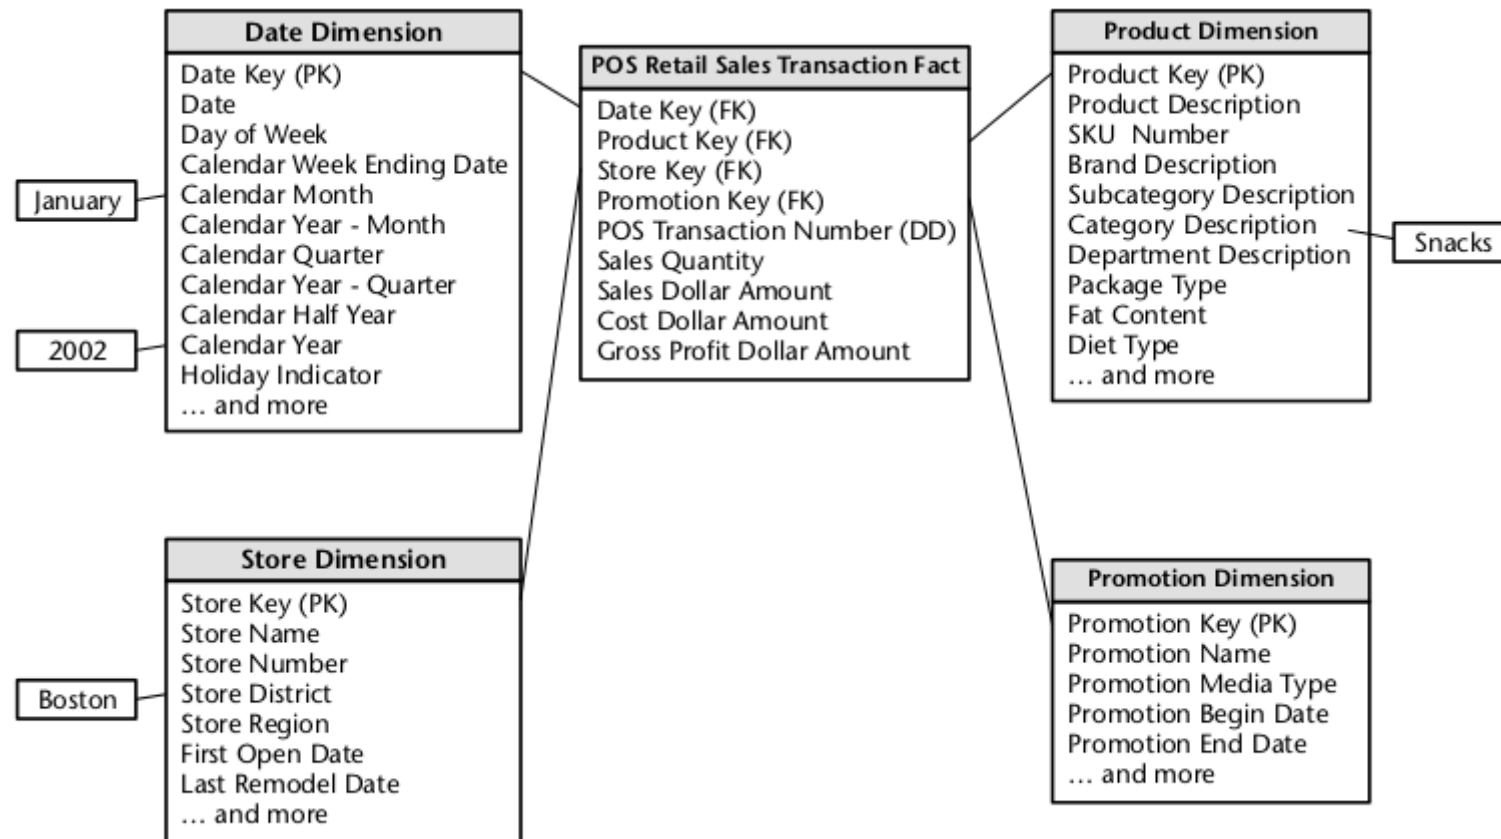 Date Dimension
Date Key (PK)
Date
Day of Week
Calendar Week Ending Date
Calendar Month
Calendar Year - Month
Calendar Quarter
Calendar Year - Quarter
Calendar Half Year
Calendar Year
Holiday Indicator
… and more
January
2002
POS Retail Sales Transaction Fact
Date Key (FK)
Product Key (FK)
Store Key (FK)
Promotion Key (FK)
POS Transaction Number (DD)
Sales Quantity
Sales Dollar Amount
Cost Dollar Amount
Gross Profit Dollar Amount
Product Dimension
Product Key (PK)
Product Description
SKU Number
Brand Description
Subcategory Description
Category Description
Department Description
Package Type
Fat Content
Diet Type
… and more
Snacks
Store Dimension
Store Key (PK)
Store Name
Store Number
Store District
Store Region
First Open Date
Last Remodel Date
… and more
Boston
Promotion Dimension
Promotion Key (PK)
Promotion Name
Promotion Media Type
Promotion Begin Date
Promotion End Date
… and more